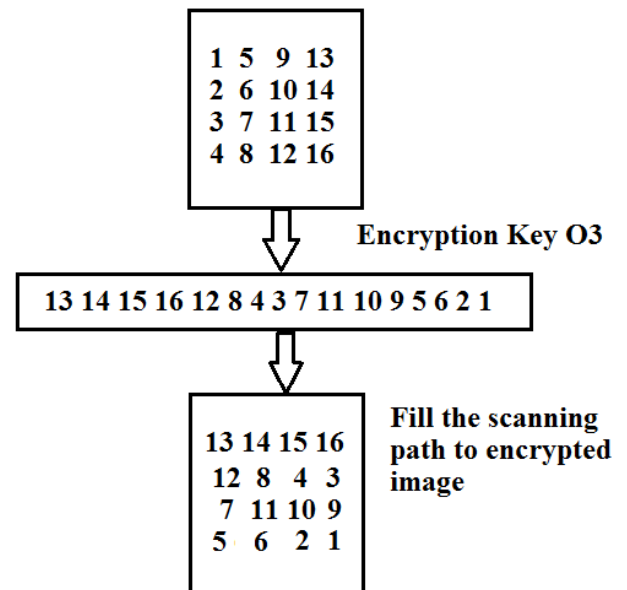 1 5 9 13
2 6 10 14
3 7 11 15
4 8 12 16
Encryption Key O3
13 14 15 16 12 8 4 3 7 11 10 9 5 6 2 1
Fill the scanning
path to encrypted
image
13 14 15 16
12 8 4 3
7 11 10 9
5 6 2 1